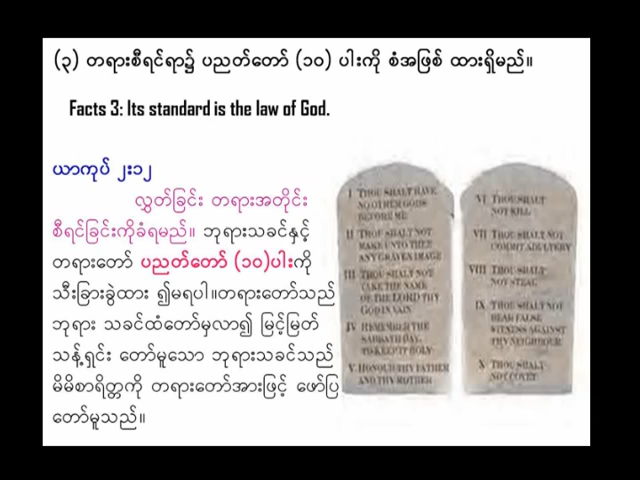 (၃) တရားစီရင်ရာ၌ ပညတ်တော် (၁၀) ပါးကို စံအဖြစ် ထားရှိမည်။
Facts 3: Its standard is the law of God.
ယာကုပ် ၂း၁၂
လွှတ်ခြင်း တရားအတိုင်း
စီရင်ခြင်းကိုခံရမည်။ ဘုရားသခင်နှင့်
တရားတော် ပညတ်တော် (၁၀)ပါးကို
သီးခြားခွဲထား ၍မရပါ။တရားတော်သည်
ဘုရား သခင်ထံတော်မှလာ၍ မြင့်မြတ်
သန့်ရှင်း တော်မူသော ဘုရားသခင်သည်
မိမိစာရိတ္တကို တရားတော်အားဖြင့် ဖော်ပြ
တော်မူသည်။
I THOU SHALT HAVE
NO OTHER GODS
BEFORE ME
II THOU SHALT NOT
MAKE UNTO THEE
ANY GRAVEN IMAGE
III THOU SHALT NOT
TAKE THE NAME
OF THE LORD THY
GOD IN VAIN
IV REMEMBER THE
SABBATH DAY,
TO KEEP IT HOLY
V HONOUR THY FATHER
AND THY MOTHER
VI THOU SHALT
NOT KILL
VII THOU SHALT NOT
COMMIT ADULTERY
VIII THOU SHALT
NOT STEAL
IX THOU SHALT NOT
BEAR FALSE
WITNESS AGAINST
THY NEIGHBOUR
X THOU SHALT
NOT COVET